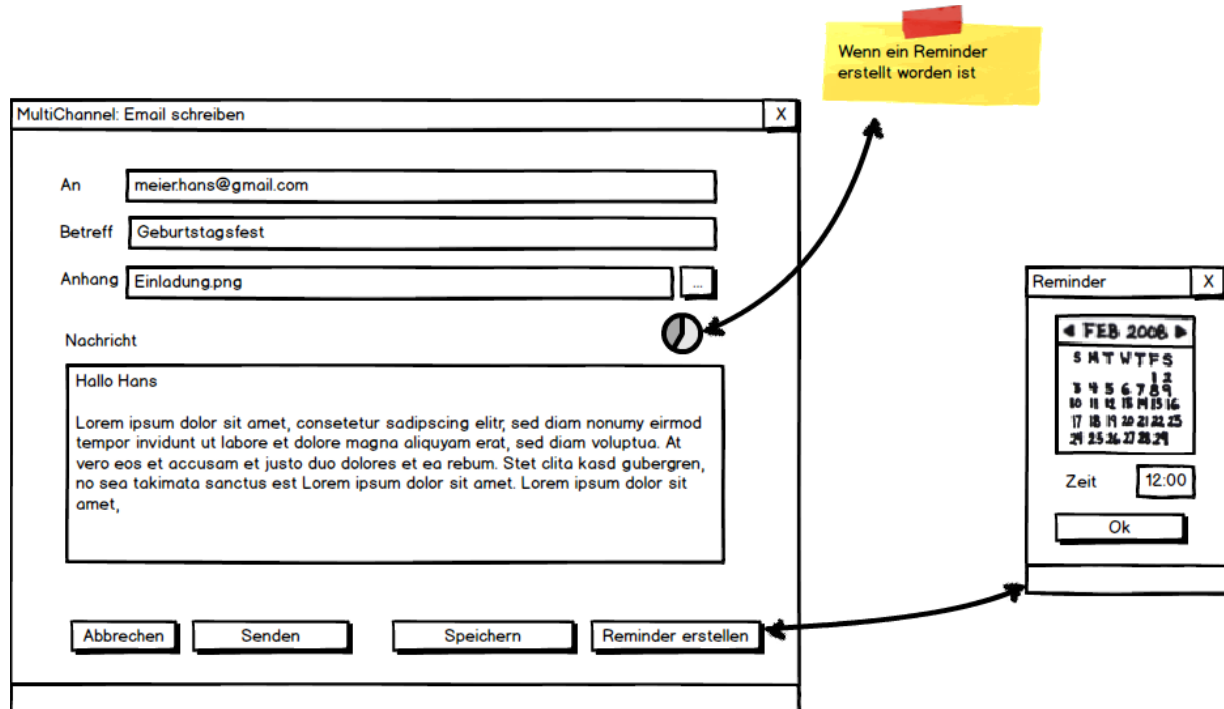 Wenn ein Reminder
erstellt worden ist
MultiChannel: Email schreiben X
An meier.hans@gmail.com
Betreff Geburtstagsfest
Anhang Einladung.png ...
Nachricht
Hallo Hans
Lorem ipsum dolor sit amet, consetetur sadipscing elitr, sed diam nonumy eirmod
tempor invidunt ut labore et dolore magna aliquyam erat, sed diam voluptua. At
vero eos et accusam et justo duo dolores et ea rebum. Stet clita kasd gubergren,
no sea takimata sanctus est Lorem ipsum dolor sit amet. Lorem ipsum dolor sit
amet,
Abbrechen Senden Speichern Reminder erstellen
Reminder X
FEB 2008
S M T W T F S
1 2
3 4 5 6 7 8 9
10 11 12 13 14 15 16
17 18 19 20 21 22 23
24 25 26 27 28 29
Zeit 12:00
Ok